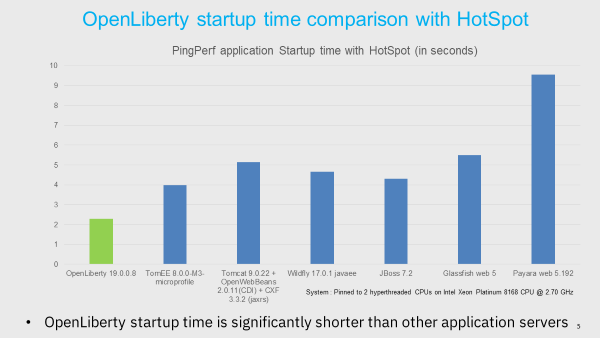 OpenLiberty startup time comparison with HotSpot
PingPerf application Startup time with HotSpot (in seconds)
10
9
8
7
6
5
4
3
2
1
0
OpenLiberty 19.0.0.8
TomEE 8.0.0-M3-
microprofile
Tomcat 9.0.22 +
OpenWebBeans
2.0.11(CDI) + CXF
3.3.2 (jaxrs)
Wildfly 17.0.1 javaee
JBoss 7.2
Glassfish web 5
Payara web 5.192
System : Pinned to 2 hyperthreaded CPUs on Intel Xeon Platinum 8168 CPU @ 2.70 GHz
• OpenLiberty startup time is significantly shorter than other application servers
5